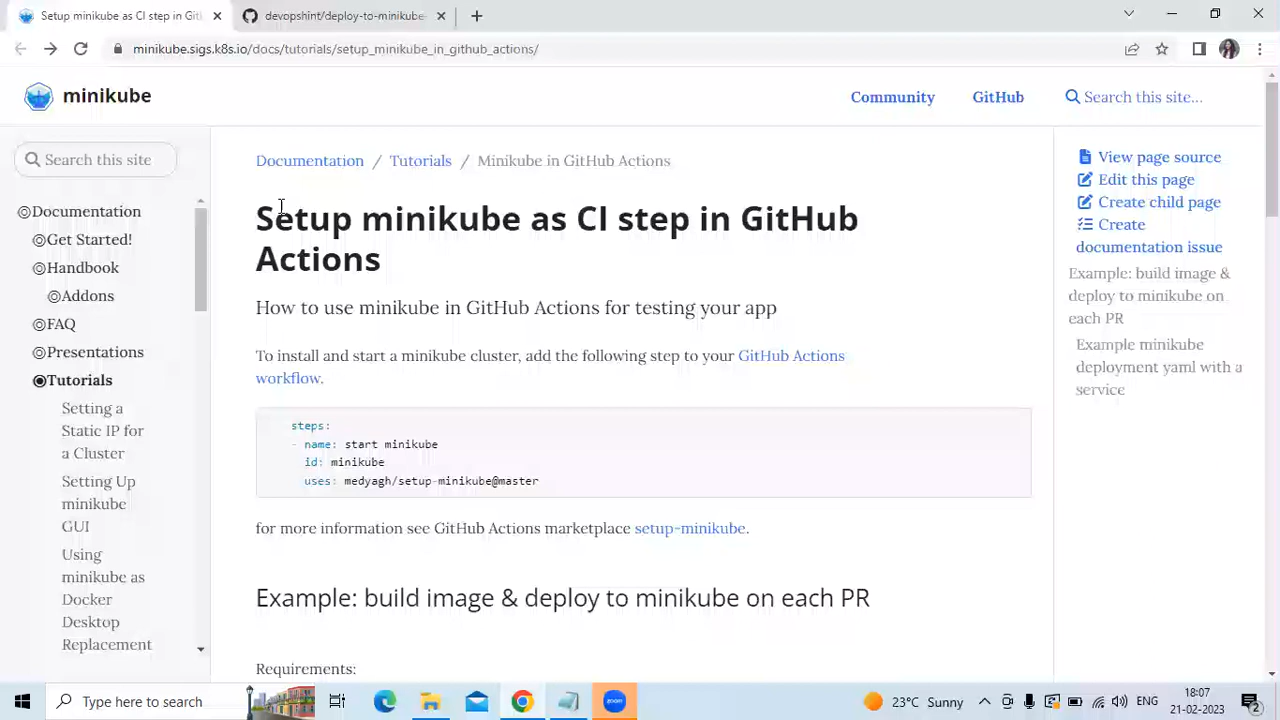 Setup minikube as CI step in Git
devopshint/deploy-to-minikube-
minikube.sigs.k8s.io/docs/tutorials/setup_minikube_in_github_actions/
minikube
Community
GitHub
Search this site…
Search this site
Documentation
Get Started!
Handbook
Addons
FAQ
Presentations
Tutorials
Setting a
Static IP for
a Cluster
Setting Up
minikube
GUI
Using
minikube as
Docker
Desktop
Replacement
Documentation / Tutorials / Minikube in GitHub Actions
Setup minikube as CI step in GitHub
Actions
How to use minikube in GitHub Actions for testing your app
To install and start a minikube cluster, add the following step to your GitHub Actions
workflow.
steps:
- name: start minikube
id: minikube
uses: medyagh/setup-minikube@master
for more information see GitHub Actions marketplace setup-minikube.
Example: build image & deploy to minikube on each PR
Requirements:
View page source
Edit this page
Create child page
Create
documentation issue
Example: build image &
deploy to minikube on
each PR
Example minikube
deployment yaml with a
service
Type here to search
zoom
23°C Sunny
ENG
18:07
21-02-2023
2